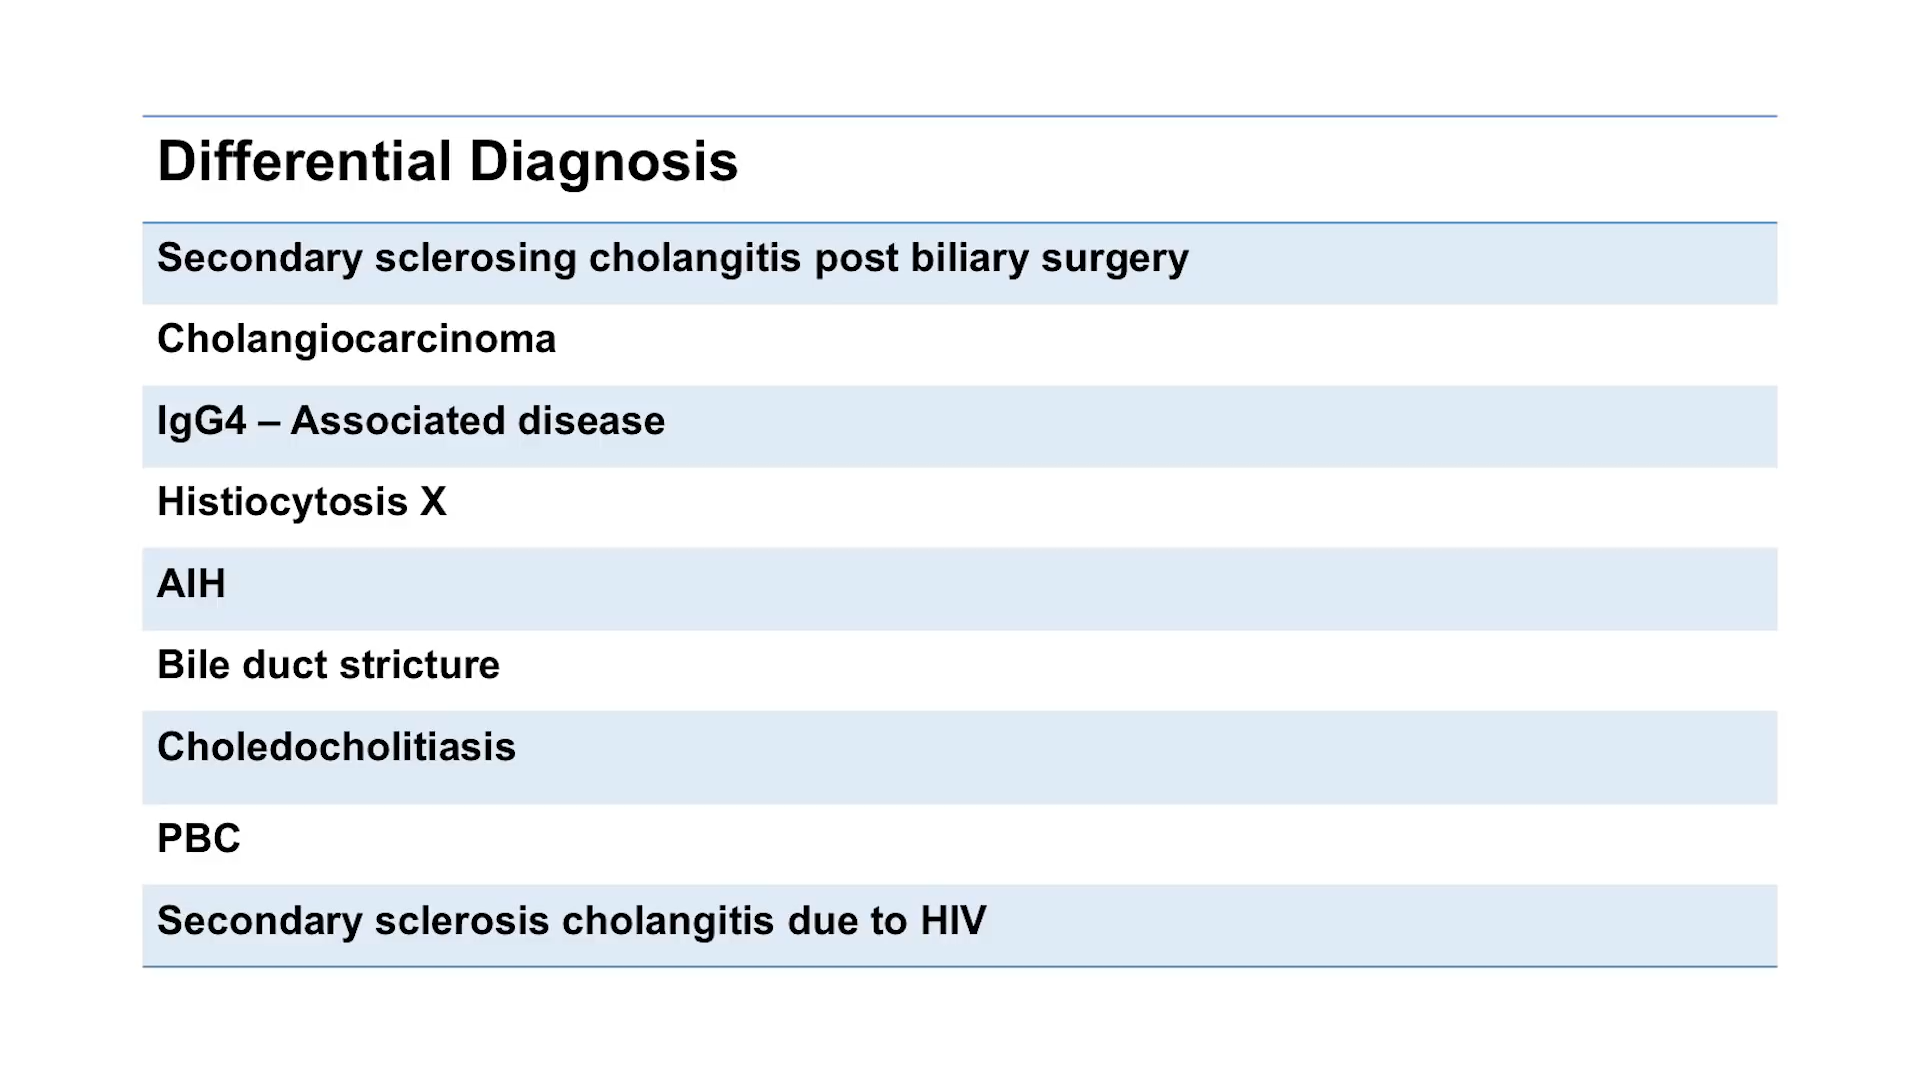 Differential Diagnosis
Secondary sclerosing cholangitis post biliary surgery
Cholangiocarcinoma
IgG4 – Associated disease
Histiocytosis X
AIH
Bile duct stricture
Choledocholitiasis
PBC
Secondary sclerosis cholangitis due to HIV